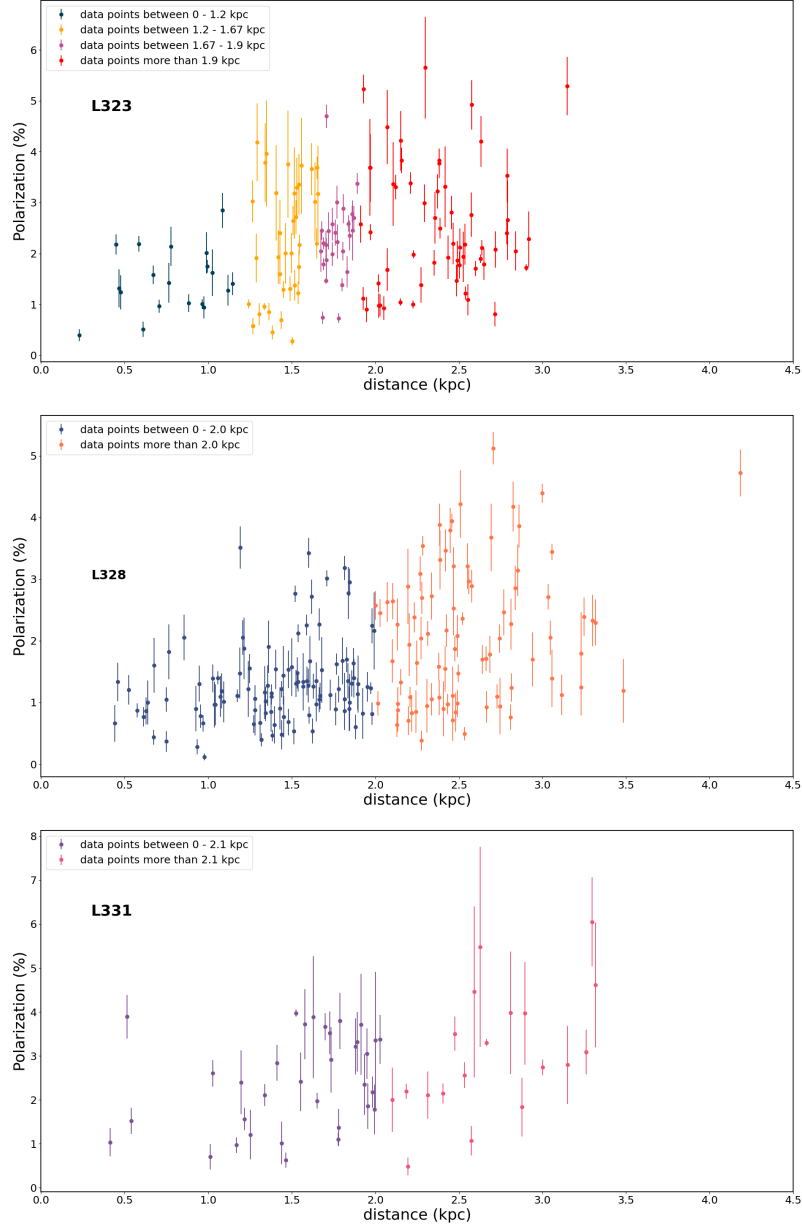 data points between 0 - 1.2 kpc
data points between 1.2 - 1.67 kpc
data points between 1.67 - 1.9 kpc
data points more than 1.9 kpc
L323
Polarization (%)
6
5
4
3
2
1
0
0.0 0.5 1.0 1.5 2.0 2.5 3.0 3.5 4.0 4.5
distance (kpc)
data points between 0 - 2.0 kpc
data points more than 2.0 kpc
L328
Polarization (%)
5
4
3
2
1
0
0.0 0.5 1.0 1.5 2.0 2.5 3.0 3.5 4.0 4.5
distance (kpc)
data points between 0 - 2.1 kpc
data points more than 2.1 kpc
L331
Polarization (%)
8
7
6
5
4
3
2
1
0
0.0 0.5 1.0 1.5 2.0 2.5 3.0 3.5 4.0 4.5
distance (kpc)